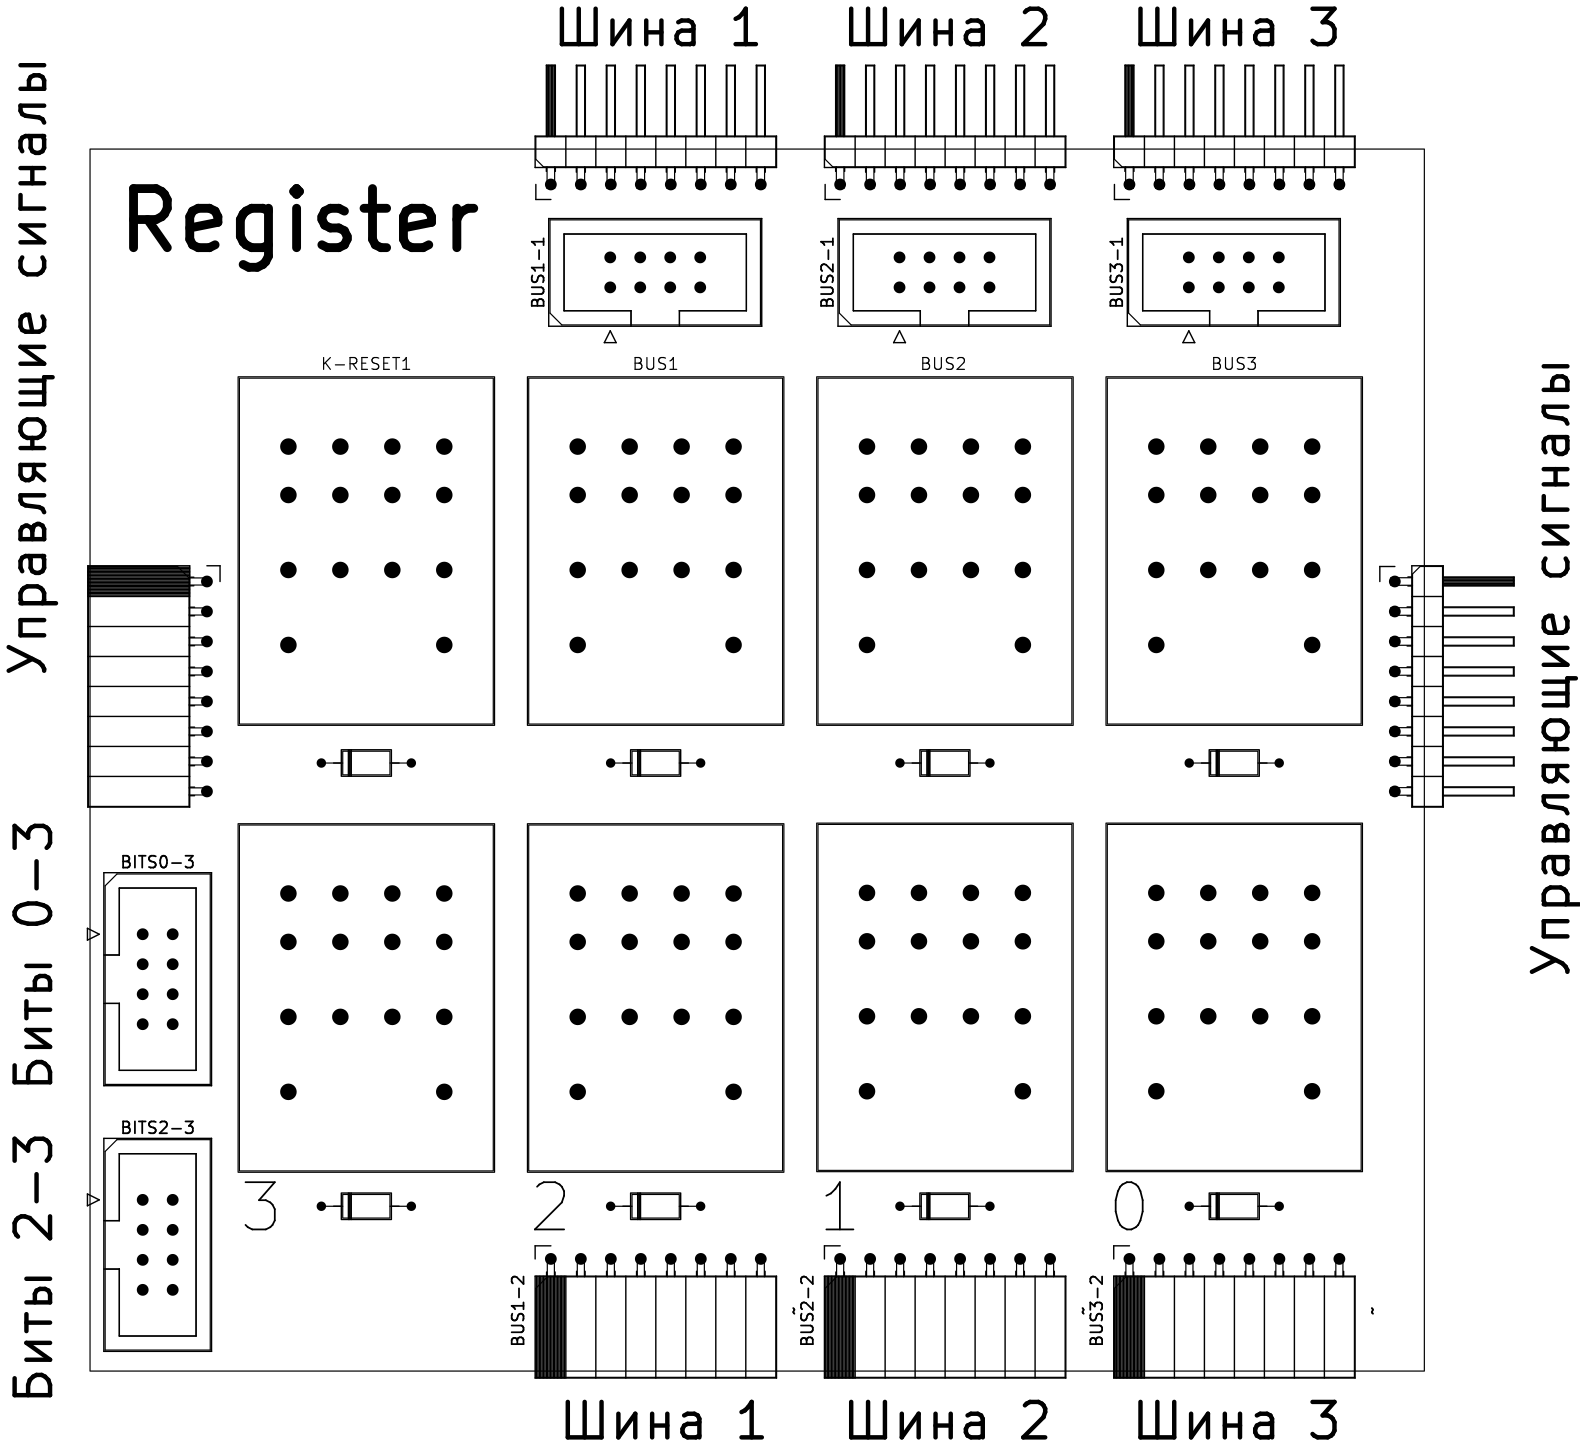 Шина 1
Шина 2
Шина 3
Управляющие сигналы
Register
BUS1-1
BUS2-1
BUS3-1
K-RESET1
BUS1
BUS2
BUS3
Управляющие сигналы
Биты 0-3
BITS0-3
Биты 2-3
BITS2-3
3
2
1
0
BUS1-2
~
BUS2-2
~
BUS3-2
~
Шина 1
Шина 2
Шина 3